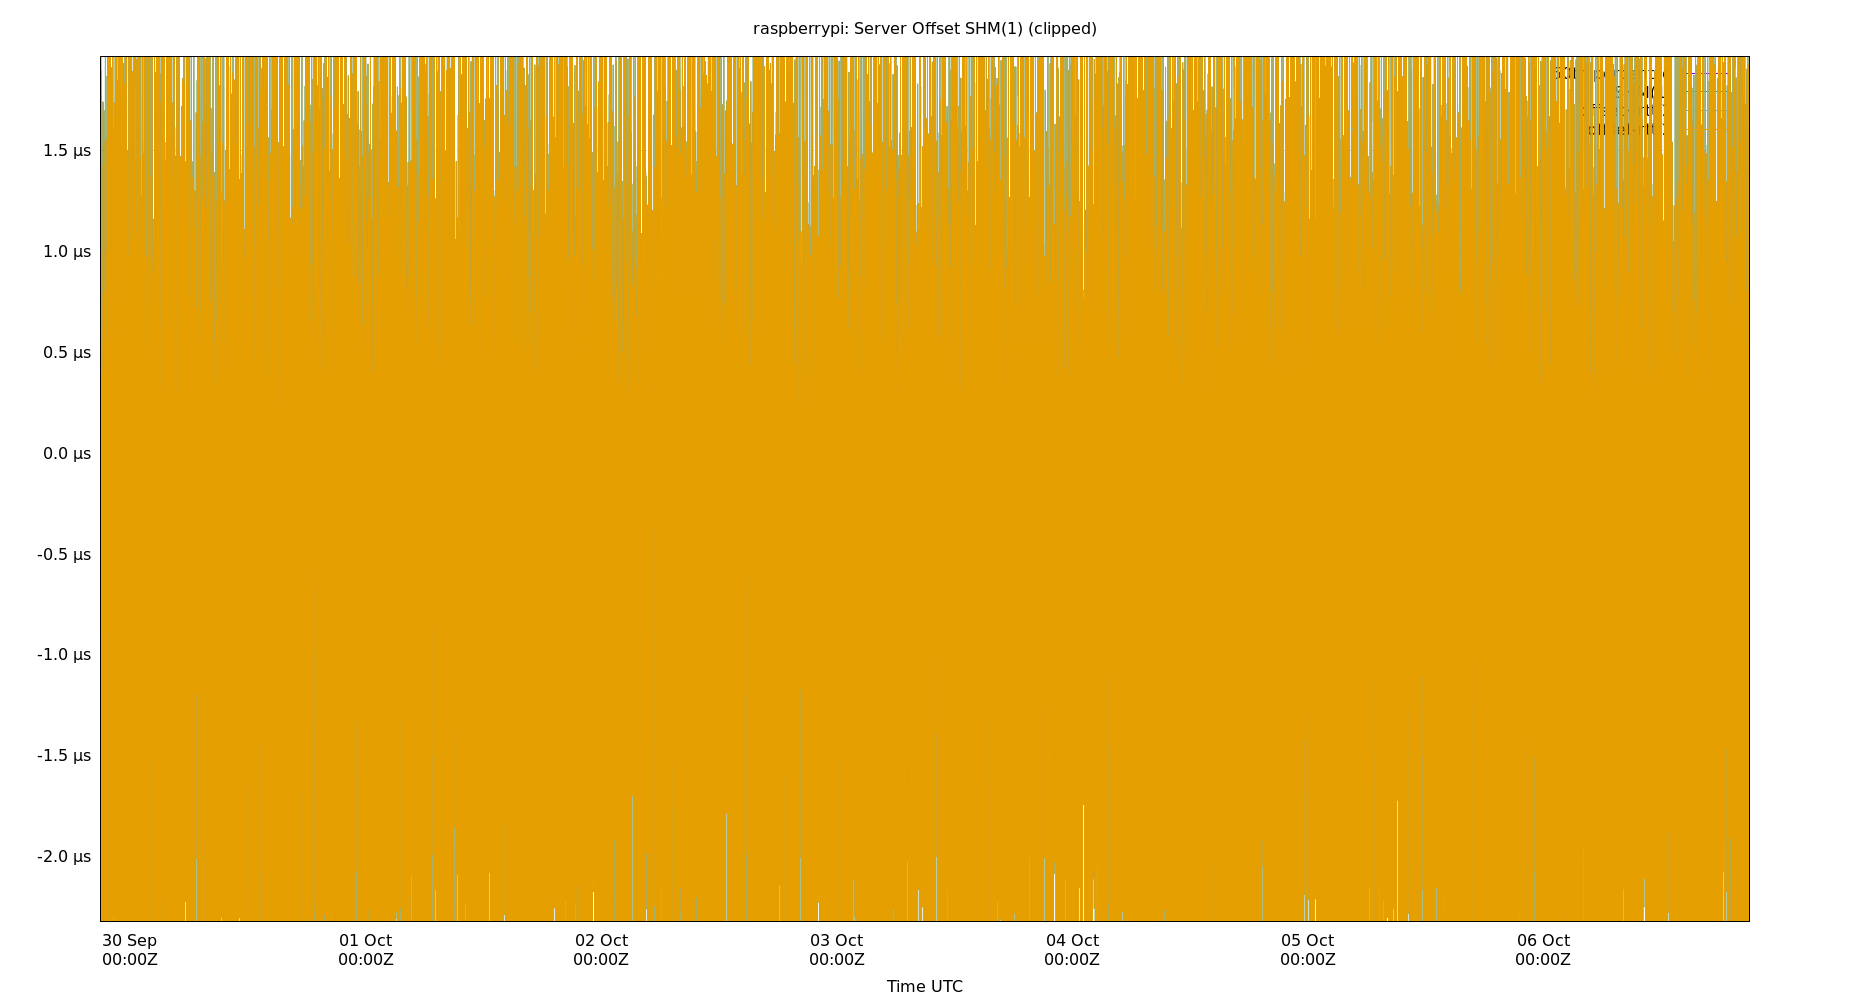 raspberrypi: Server Offset SHM(1) (clipped)
1.5 µs
1.0 µs
0.5 µs
0.0 µs
-0.5 µs
-1.0 µs
-1.5 µs
-2.0 µs
30 Sep 01 Oct 02 Oct 03 Oct 04 Oct 05 Oct 06 Oct
00:00Z 00:00Z 00:00Z 00:00Z 00:00Z 00:00Z 00:00Z
Time UTC